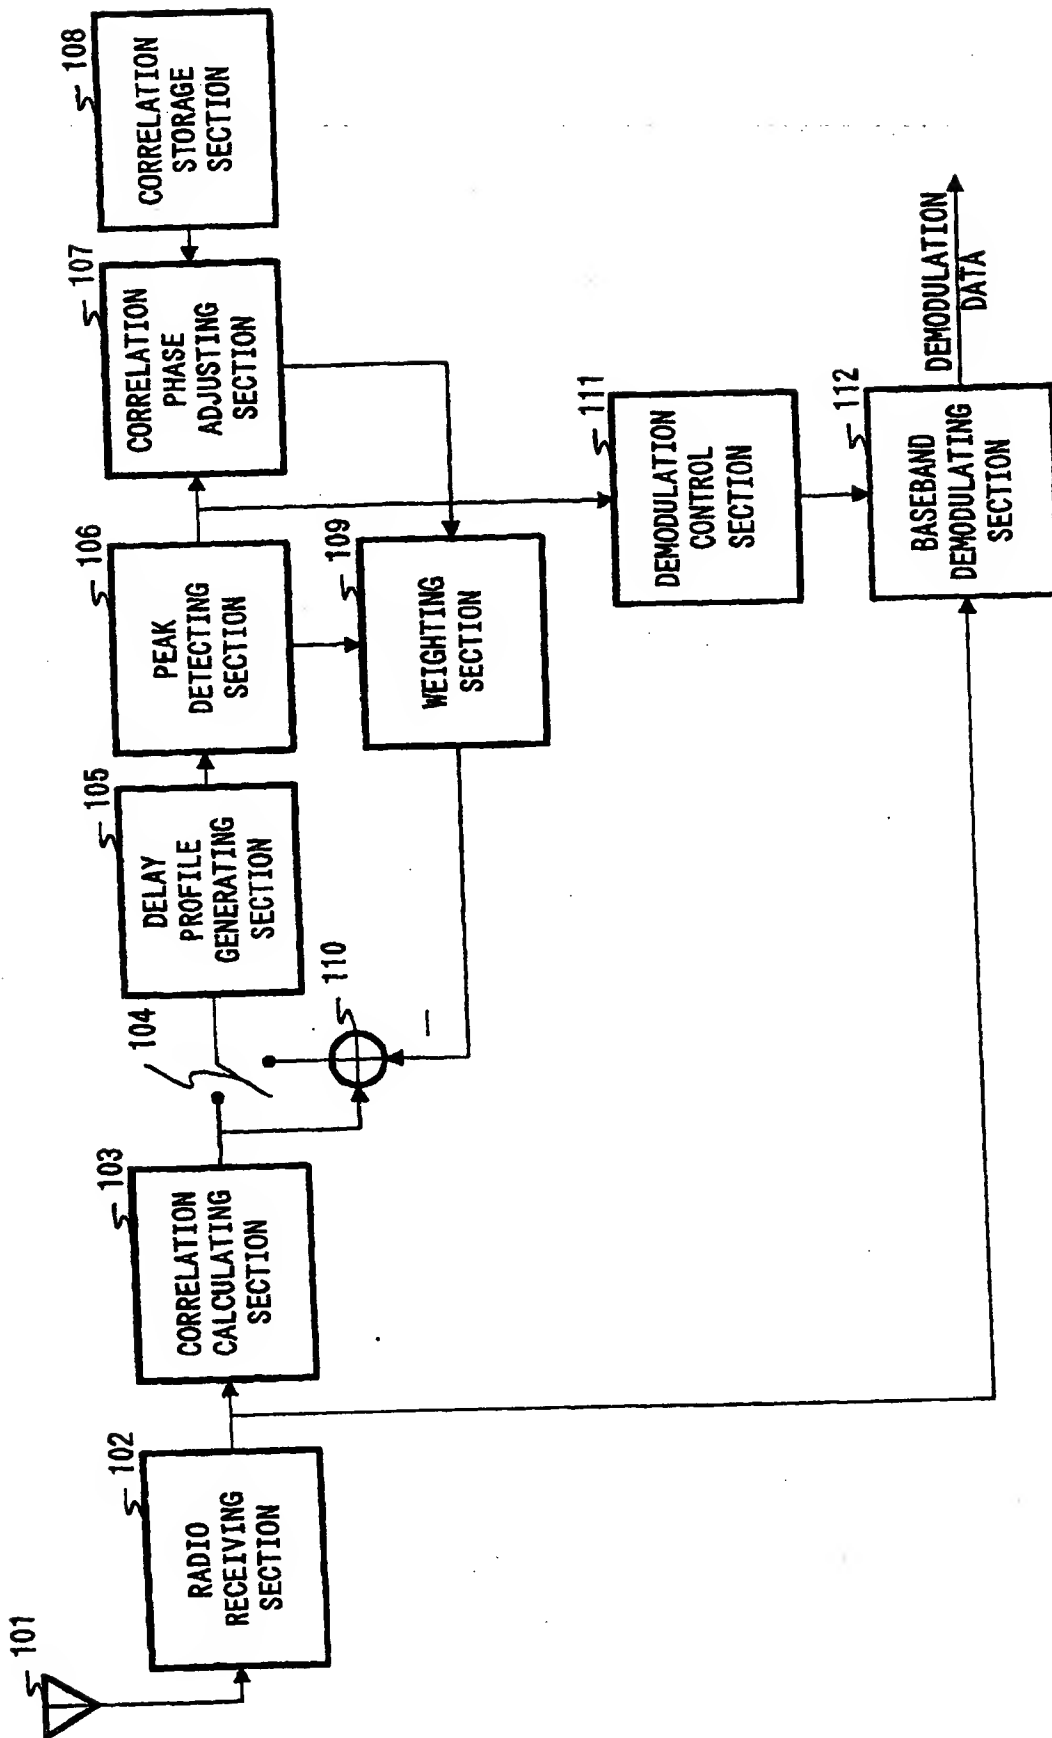 101
102
RADIO
RECEIVING
SECTION
103
CORRELATION
CALCULATING
SECTION
104
110
−
105
DELAY
PROFILE
GENERATING
SECTION
106
PEAK
DETECTING
SECTION
109
WEIGHTING
SECTION
107
CORRELATION
PHASE
ADJUSTING
SECTION
108
CORRELATION
STORAGE
SECTION
111
DEMODULATION
CONTROL
SECTION
112
BASEBAND
DEMODULATING
SECTION
DEMODULATION
DATA